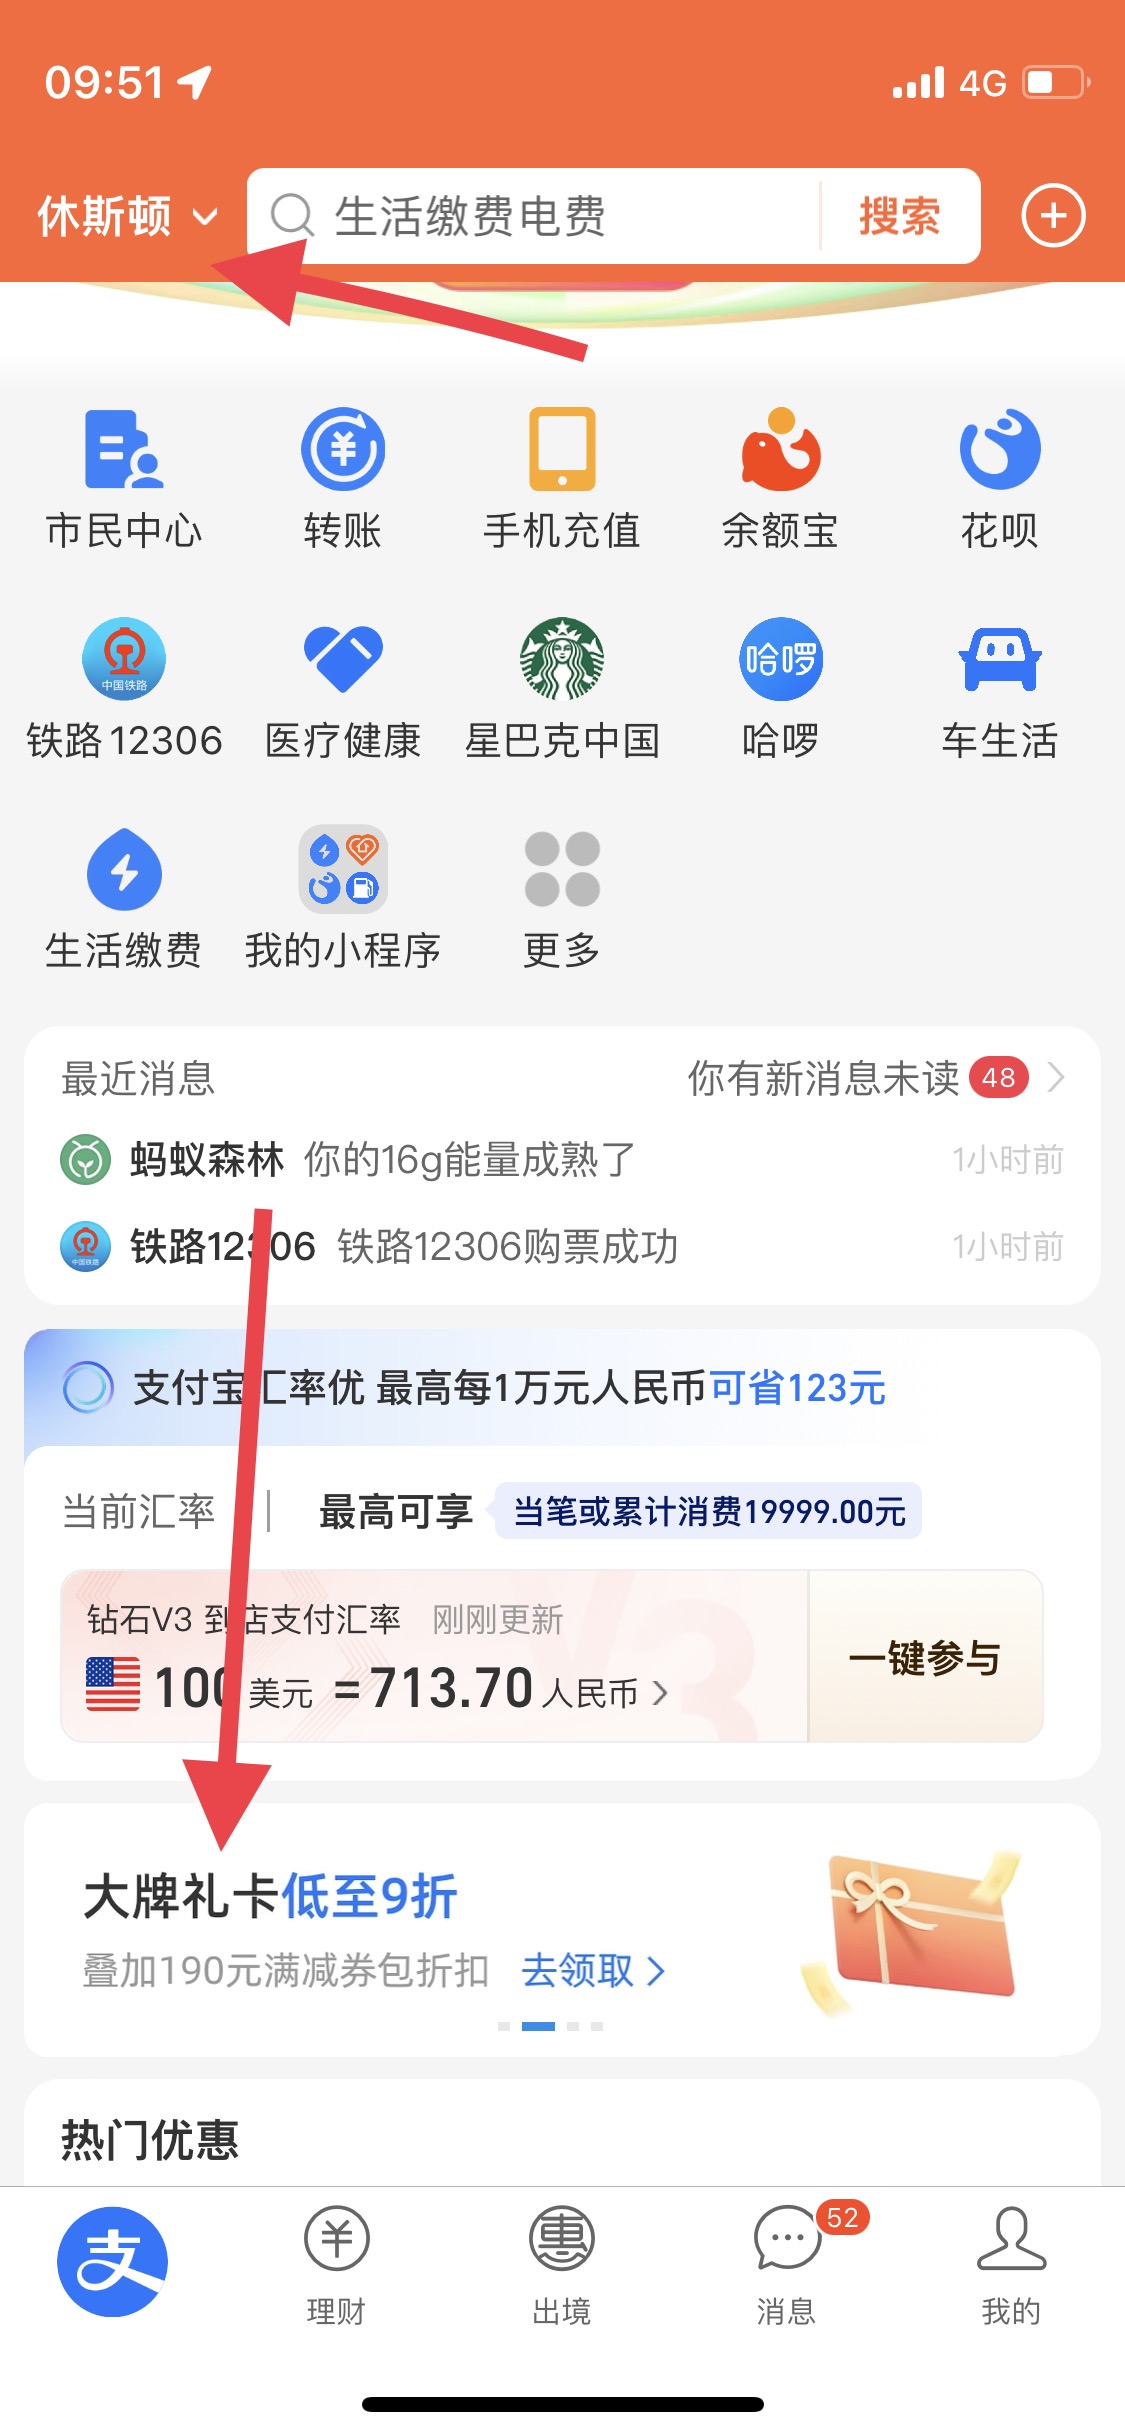 09:51
4G
休斯顿
生活缴费电费
搜索
市民中心
转账
手机充值
余额宝
花呗
中国铁路
哈啰
铁路12306
医疗健康
星巴克中国
哈啰
车生活
生活缴费
我的小程序
更多
最近消息
你有新消息未读 48
蚂蚁森林 你的16g能量成熟了
1小时前
铁路12306 铁路12306购票成功
1小时前
支付宝汇率优 最高每1万元人民币可省123元
当前汇率
最高可享
当笔或累计消费19999.00元
钻石V3 到店支付汇率 刚刚更新
100 美元 =713.70 人民币
一键参与
大牌礼卡低至9折
叠加190元满减券包折扣 去领取
热门优惠
支
理财
出境
52
消息
我的